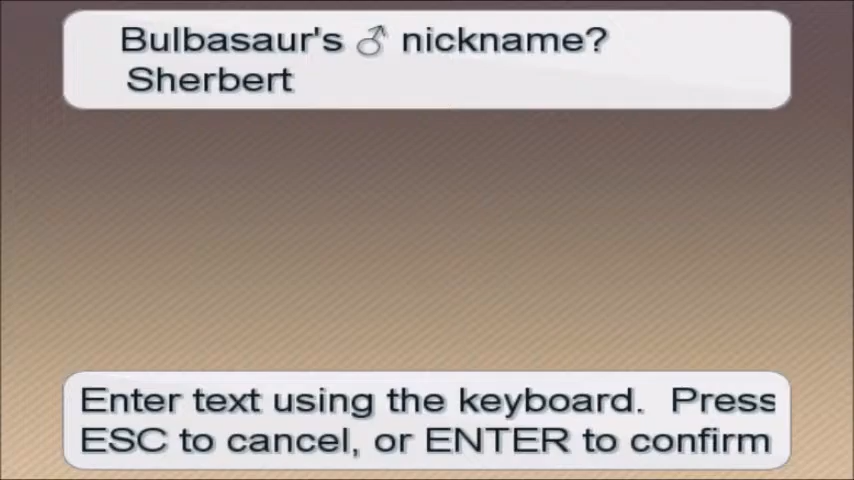 Bulbasaur's ♂ nickname?
Sherbert
Enter text using the keyboard. Press
ESC to cancel, or ENTER to confirm